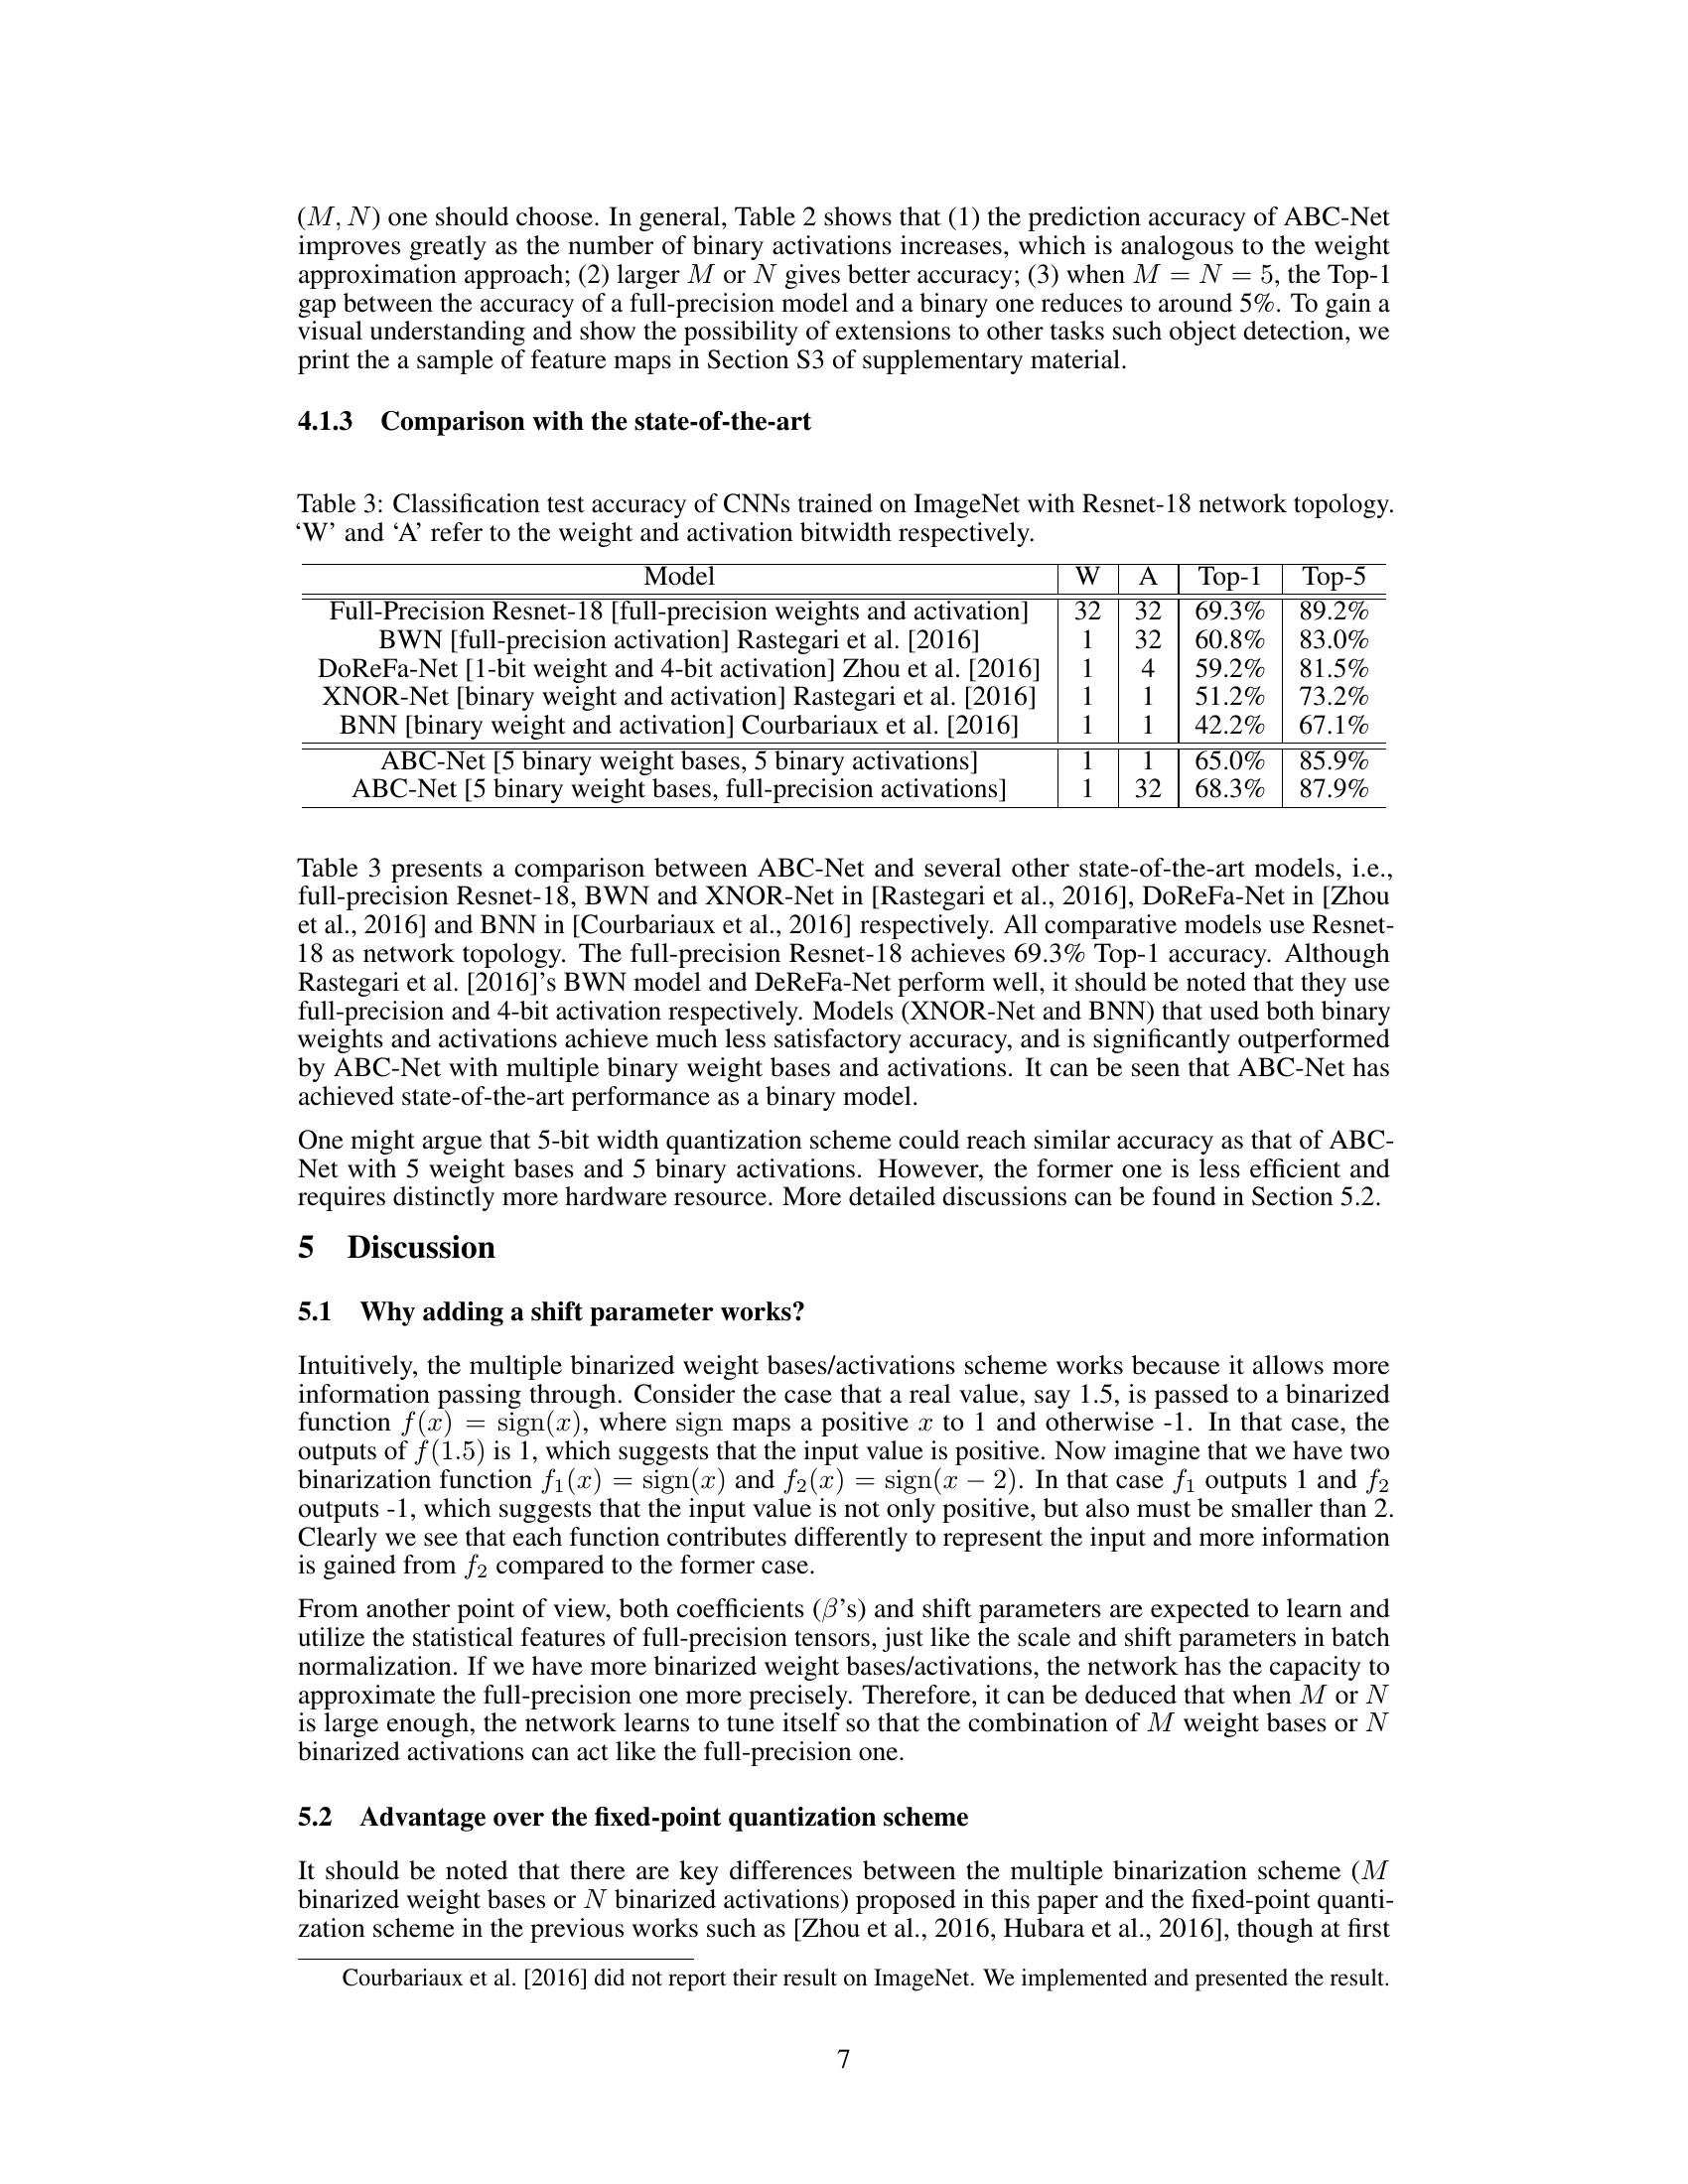 (M, N) one should choose. In general, Table 2 shows that (1) the prediction accuracy of ABC-Net
improves greatly as the number of binary activations increases, which is analogous to the weight
approximation approach; (2) larger M or N gives better accuracy; (3) when M = N = 5, the Top-1
gap between the accuracy of a full-precision model and a binary one reduces to around 5%. To gain a
visual understanding and show the possibility of extensions to other tasks such object detection, we
print the a sample of feature maps in Section S3 of supplementary material.
4.1.3 Comparison with the state-of-the-art
Table 3: Classification test accuracy of CNNs trained on ImageNet with Resnet-18 network topology.
‘W’ and ‘A’ refer to the weight and activation bitwidth respectively.
Model W A Top-1 Top-5
Full-Precision Resnet-18 [full-precision weights and activation] 32 32 69.3% 89.2%
BWN [full-precision activation] Rastegari et al. [2016] 1 32 60.8% 83.0%
DoReFa-Net [1-bit weight and 4-bit activation] Zhou et al. [2016] 1 4 59.2% 81.5%
XNOR-Net [binary weight and activation] Rastegari et al. [2016] 1 1 51.2% 73.2%
BNN [binary weight and activation] Courbariaux et al. [2016] 1 1 42.2% 67.1%
ABC-Net [5 binary weight bases, 5 binary activations] 1 1 65.0% 85.9%
ABC-Net [5 binary weight bases, full-precision activations] 1 32 68.3% 87.9%
Table 3 presents a comparison between ABC-Net and several other state-of-the-art models, i.e.,
full-precision Resnet-18, BWN and XNOR-Net in [Rastegari et al., 2016], DoReFa-Net in [Zhou
et al., 2016] and BNN in [Courbariaux et al., 2016] respectively. All comparative models use Resnet-
18 as network topology. The full-precision Resnet-18 achieves 69.3% Top-1 accuracy. Although
Rastegari et al. [2016]’s BWN model and DeReFa-Net perform well, it should be noted that they use
full-precision and 4-bit activation respectively. Models (XNOR-Net and BNN) that used both binary
weights and activations achieve much less satisfactory accuracy, and is significantly outperformed
by ABC-Net with multiple binary weight bases and activations. It can be seen that ABC-Net has
achieved state-of-the-art performance as a binary model.
One might argue that 5-bit width quantization scheme could reach similar accuracy as that of ABC-
Net with 5 weight bases and 5 binary activations. However, the former one is less efficient and
requires distinctly more hardware resource. More detailed discussions can be found in Section 5.2.
5 Discussion
5.1 Why adding a shift parameter works?
Intuitively, the multiple binarized weight bases/activations scheme works because it allows more
information passing through. Consider the case that a real value, say 1.5, is passed to a binarized
function f(x) = sign(x), where sign maps a positive x to 1 and otherwise -1. In that case, the
outputs of f(1.5) is 1, which suggests that the input value is positive. Now imagine that we have two
binarization function f₁(x) = sign(x) and f₂(x) = sign(x − 2). In that case f₁ outputs 1 and f₂
outputs -1, which suggests that the input value is not only positive, but also must be smaller than 2.
Clearly we see that each function contributes differently to represent the input and more information
is gained from f₂ compared to the former case.
From another point of view, both coefficients (β’s) and shift parameters are expected to learn and
utilize the statistical features of full-precision tensors, just like the scale and shift parameters in batch
normalization. If we have more binarized weight bases/activations, the network has the capacity to
approximate the full-precision one more precisely. Therefore, it can be deduced that when M or N
is large enough, the network learns to tune itself so that the combination of M weight bases or N
binarized activations can act like the full-precision one.
5.2 Advantage over the fixed-point quantization scheme
It should be noted that there are key differences between the multiple binarization scheme (M
binarized weight bases or N binarized activations) proposed in this paper and the fixed-point quanti-
zation scheme in the previous works such as [Zhou et al., 2016, Hubara et al., 2016], though at first
Courbariaux et al. [2016] did not report their result on ImageNet. We implemented and presented the result.
7